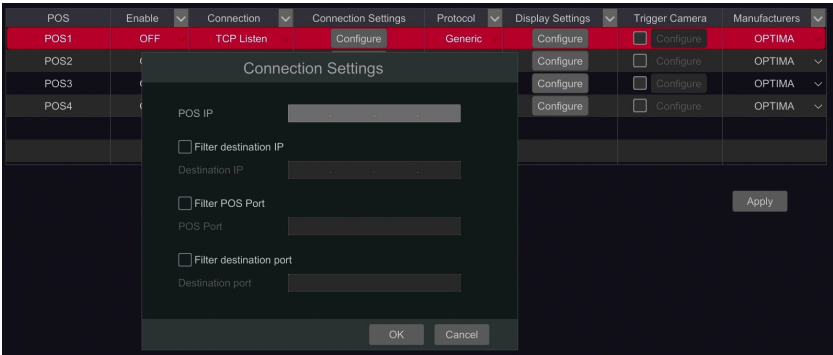 POS Enable Connection Connection Settings Protocol Display Settings Trigger Camera Manufacturers
POS1 OFF TCP Listen Configure Generic Configure Configure OPTIMA
POS2 Configure Configure OPTIMA
POS3 Configure Configure OPTIMA
POS4 Configure Configure OPTIMA
Connection Settings
POS IP . . .
Filter destination IP
Destination IP . . .
Filter POS Port
POS Port
Filter destination port
Destination port
OK Cancel
Apply